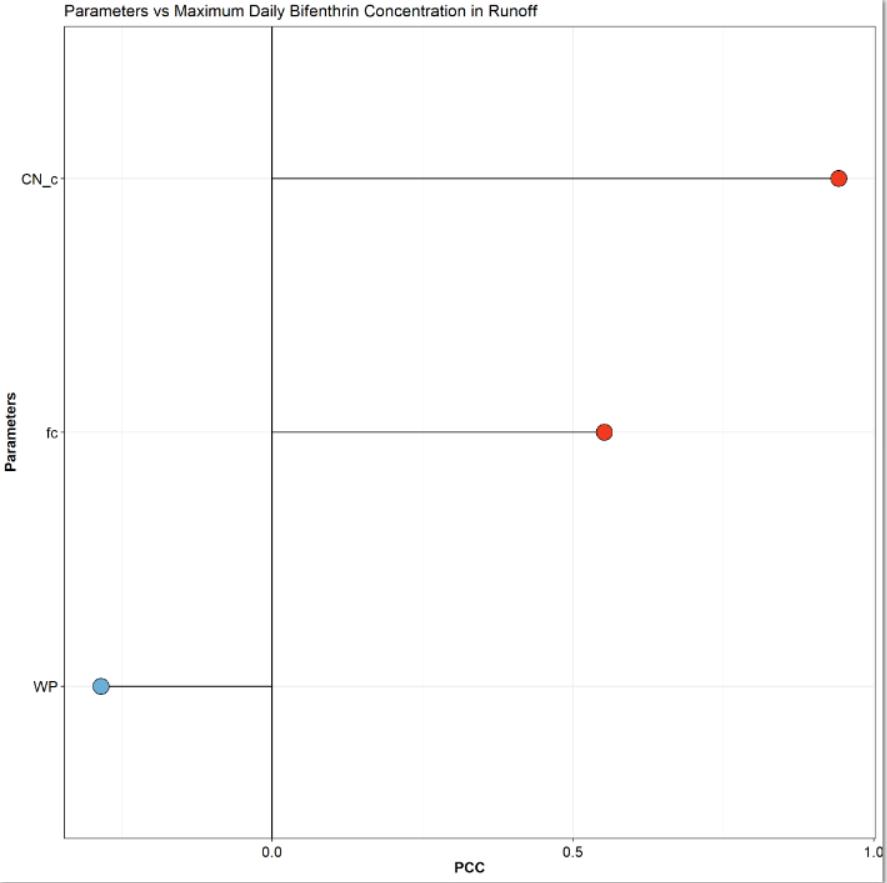 Parameters vs Maximum Daily Bifenthrin Concentration in Runoff
CN_c
fc
WP
Parameters
0.0
0.5
1.0
PCC